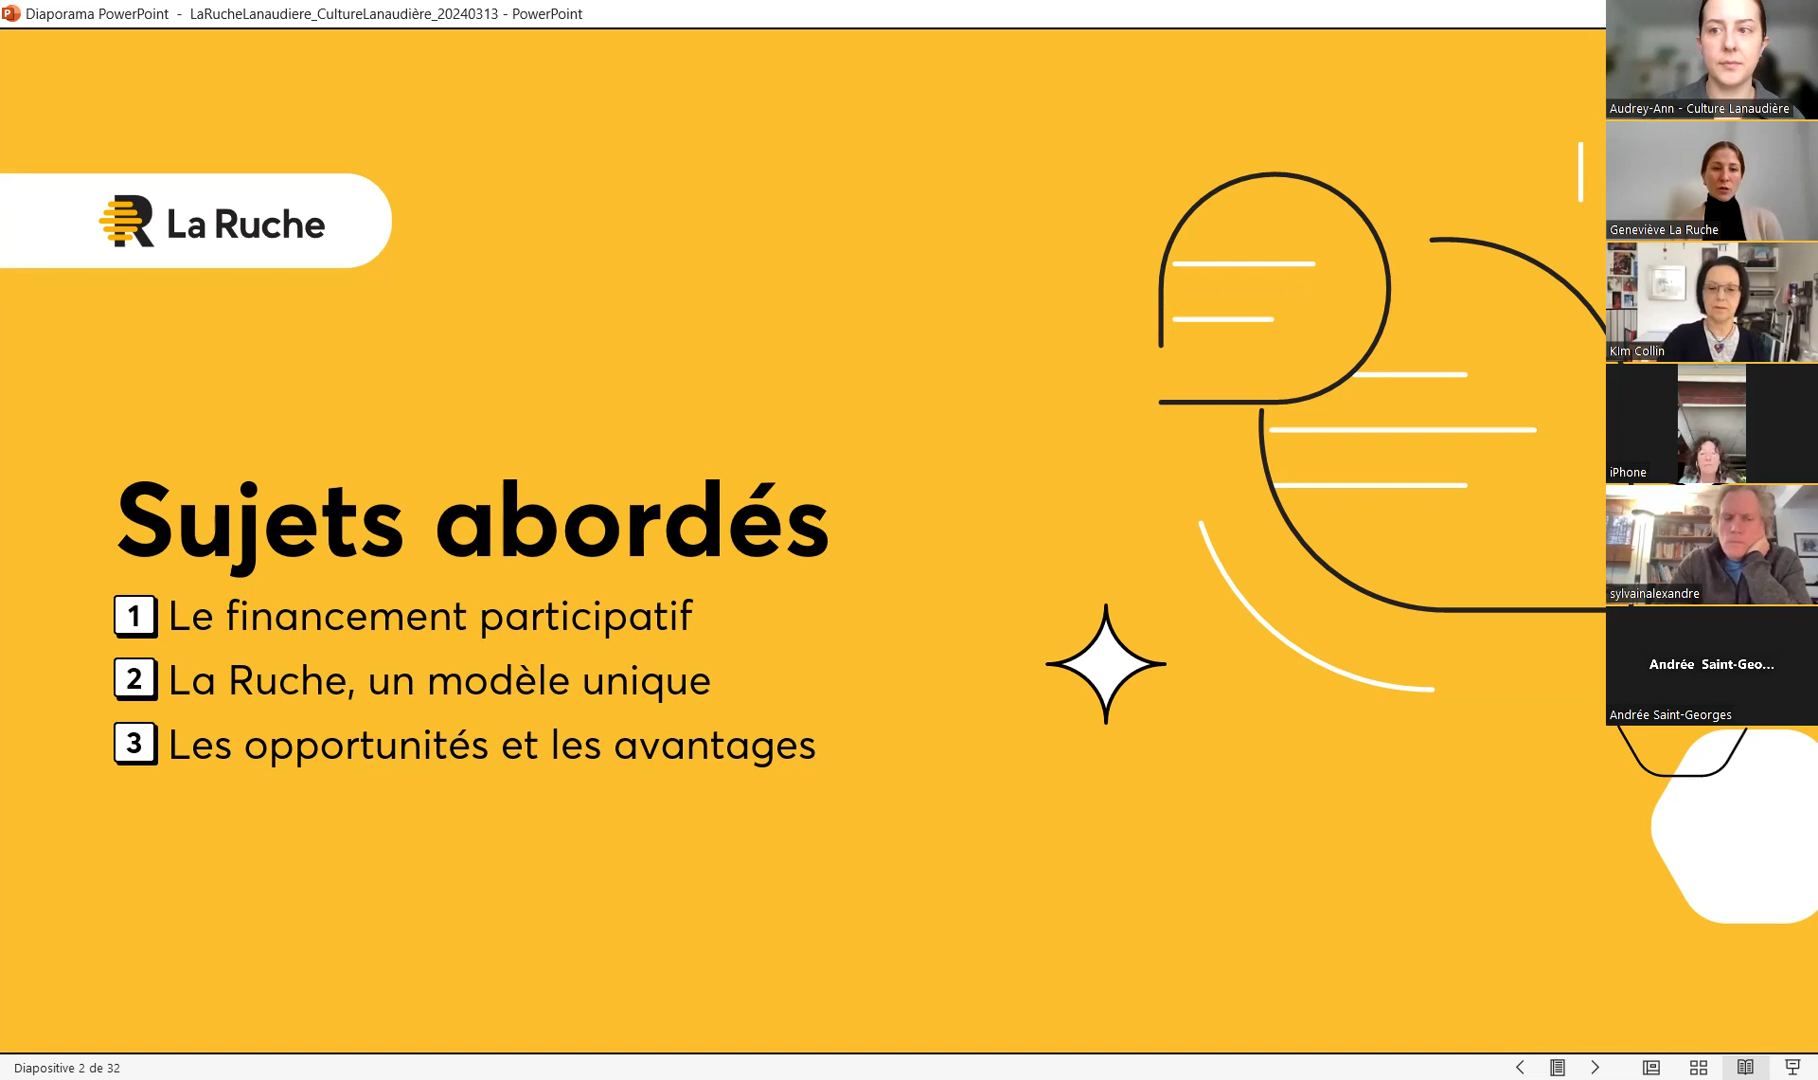 Diaporama PowerPoint - LaRucheLanaudiere_CultureLanaudière_20240313 - PowerPoint
La Ruche
Sujets abordés
1 Le financement participatif
2 La Ruche, un modèle unique
3 Les opportunités et les avantages
Audrey-Ann - Culture Lanaudière
Geneviève La Ruche
KIm Collin
iPhone
sylvainalexandre
Andrée Saint-Geo...
Andrée Saint-Georges
Diapositive 2 de 32